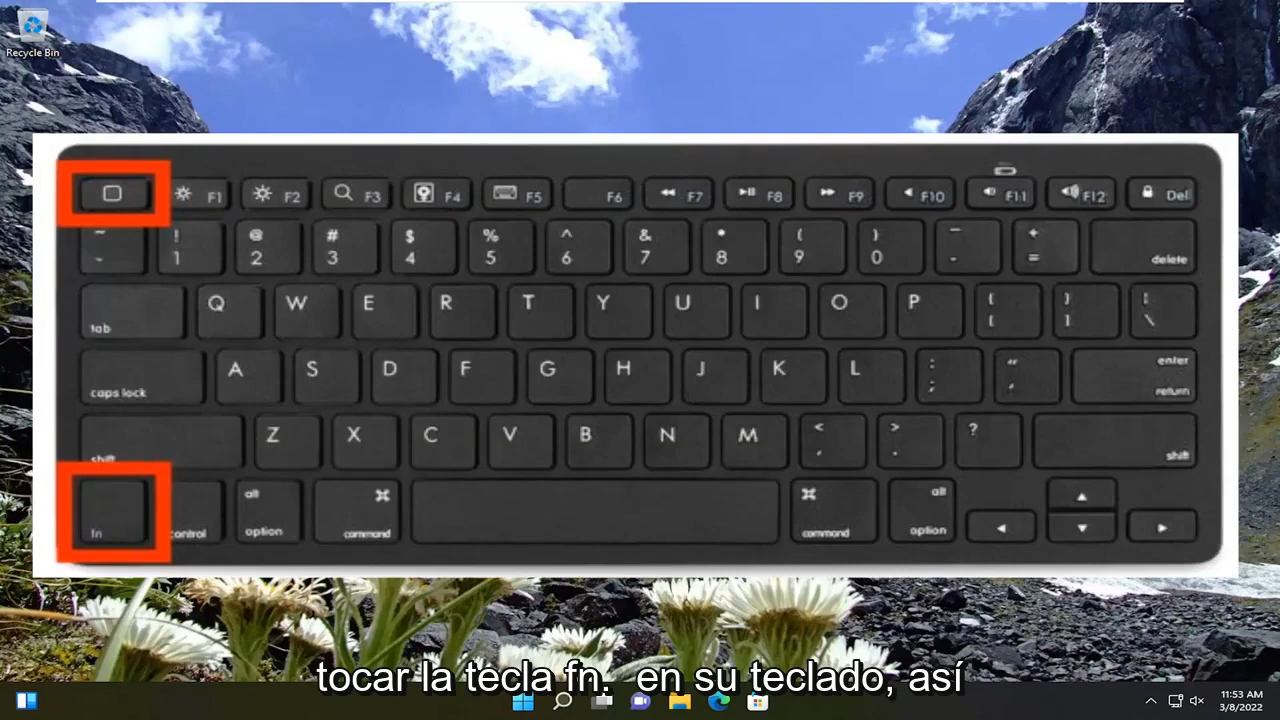 Recycle Bin
F1 F2 F3 F4 F5 F6 F7 F8 F9 F10 F11 F12 Del
~ ! @ # $ % ^ & * ( ) _ +
1 2 3 4 5 6 7 8 9 0 - = delete
tab Q W E R T Y U I O P { } |
[ ] \
caps lock A S D F G H J K L : “ enter
; ‘ return
shift Z X C V B N M < > ? shift
, .
alt alt
fn control option command command option
tocar la tecla fn. en su teclado, así
11:53 AM
3/8/2022